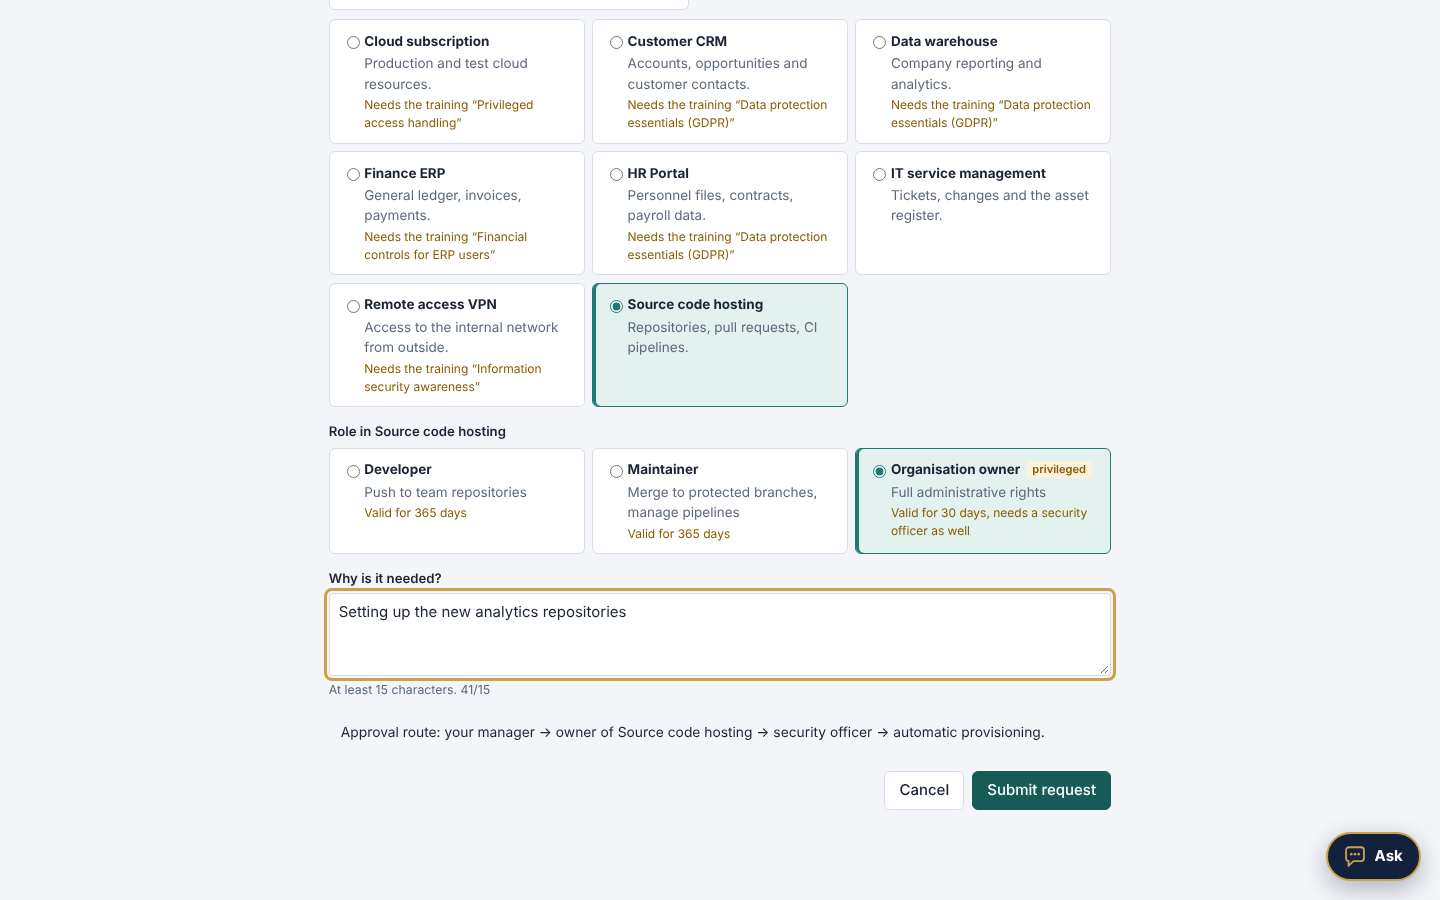 Cloud subscription
Production and test cloud
resources.
Needs the training “Privileged
access handling”
Customer CRM
Accounts, opportunities and
customer contacts.
Needs the training “Data protection
essentials (GDPR)”
Data warehouse
Company reporting and
analytics.
Needs the training “Data protection
essentials (GDPR)”
Finance ERP
General ledger, invoices,
payments.
Needs the training “Financial
controls for ERP users”
HR Portal
Personnel files, contracts,
payroll data.
Needs the training “Data protection
essentials (GDPR)”
IT service management
Tickets, changes and the asset
register.
Remote access VPN
Access to the internal network
from outside.
Needs the training “Information
security awareness”
Source code hosting
Repositories, pull requests, CI
pipelines.
Role in Source code hosting
Developer
Push to team repositories
Valid for 365 days
Maintainer
Merge to protected branches,
manage pipelines
Valid for 365 days
Organisation owner privileged
Full administrative rights
Valid for 30 days, needs a security
officer as well
Why is it needed?
Setting up the new analytics repositories
At least 15 characters. 41/15
Approval route: your manager → owner of Source code hosting → security officer → automatic provisioning.
Cancel
Submit request
Ask